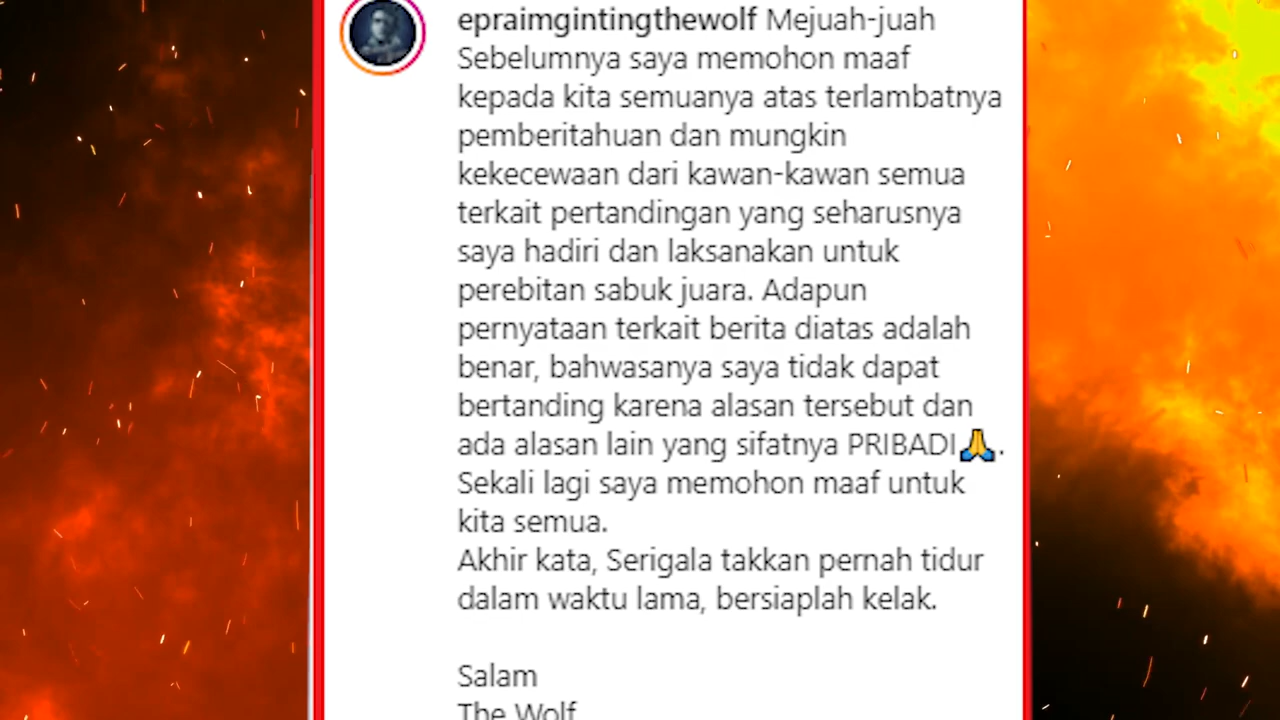 epraimgintingthewolf Mejuah-juah
Sebelumnya saya memohon maaf
kepada kita semuanya atas terlambatnya
pemberitahuan dan mungkin
kekecewaan dari kawan-kawan semua
terkait pertandingan yang seharusnya
saya hadiri dan laksanakan untuk
perebitan sabuk juara. Adapun
pernyataan terkait berita diatas adalah
benar, bahwasanya saya tidak dapat
bertanding karena alasan tersebut dan
ada alasan lain yang sifatnya PRIBADI🙏.
Sekali lagi saya memohon maaf untuk
kita semua.
Akhir kata, Serigala takkan pernah tidur
dalam waktu lama, bersiaplah kelak.
Salam
The Wolf